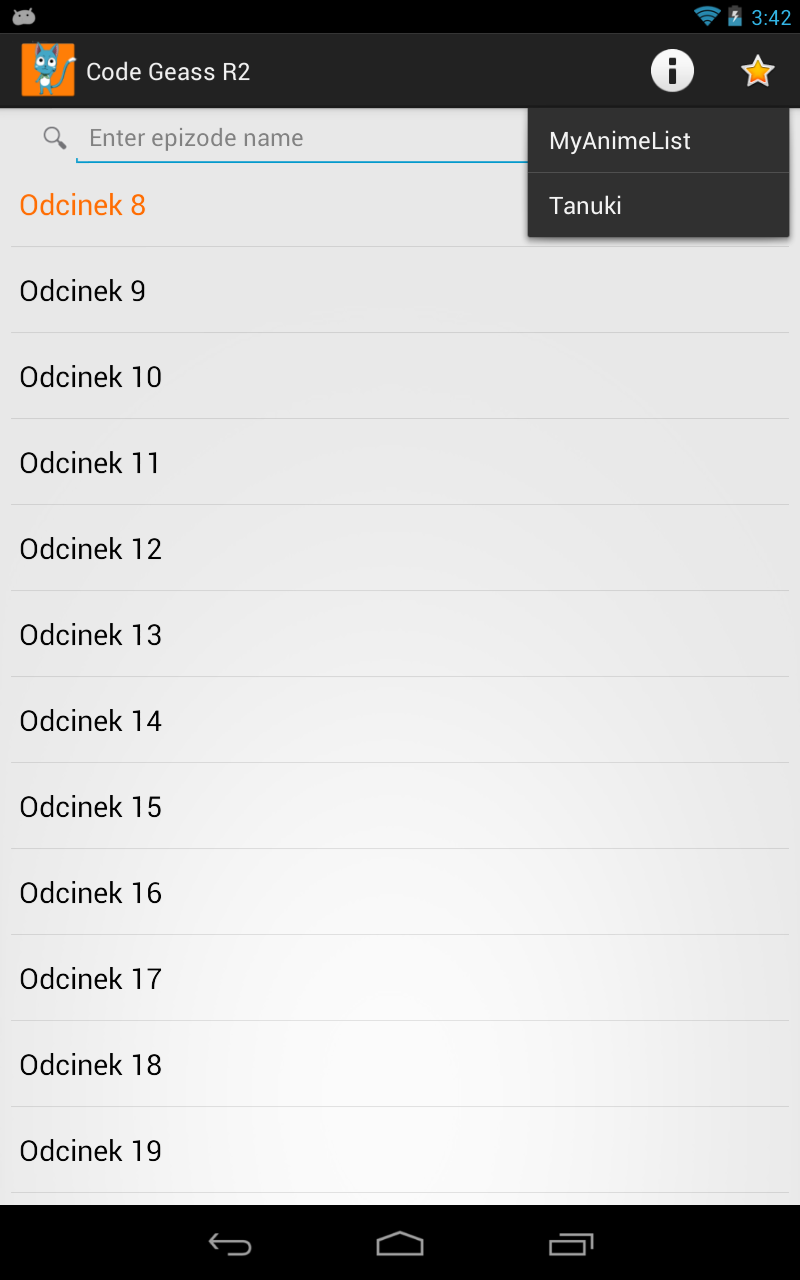 3:42
Code Geass R2
Enter epizode name
MyAnimeList
Tanuki
Odcinek 8
Odcinek 9
Odcinek 10
Odcinek 11
Odcinek 12
Odcinek 13
Odcinek 14
Odcinek 15
Odcinek 16
Odcinek 17
Odcinek 18
Odcinek 19